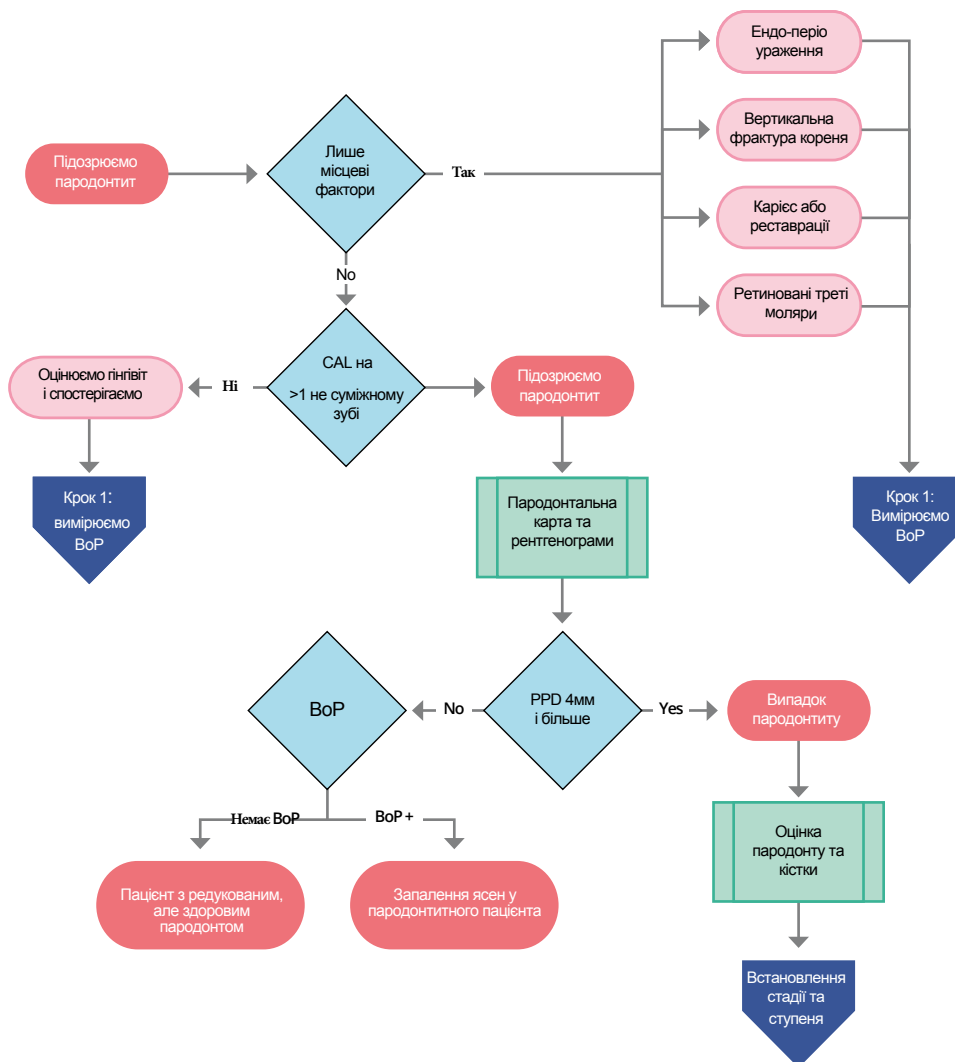 Ендо-періо
ураження
Вертикальна
фрактура кореня
Підозрюємо
пародонтит
Лише
місцеві
фактори
Так
Карієс або
реставрації
Ретиновані треті
моляри
No
CAL на
>1 не суміжному
зубі
Оцінюємо гінгівіт
і спостерігаємо
Ні
Підозрюємо
пародонтит
Крок 1:
вимірюємо
BoP
Пародонтальна
карта та
рентгенограми
Крок 1:
Вимірюємо
BoP
BoP
No
PPD 4мм
і більше
Yes
Випадок
пародонтиту
Немає BoP
BoP +
Оцінка
пародонту та
кістки
Пацієнт з редукованим,
але здоровим
пародонтом
Запалення ясен у
пародонтитного пацієнта
Встановлення
стадії та
ступеня